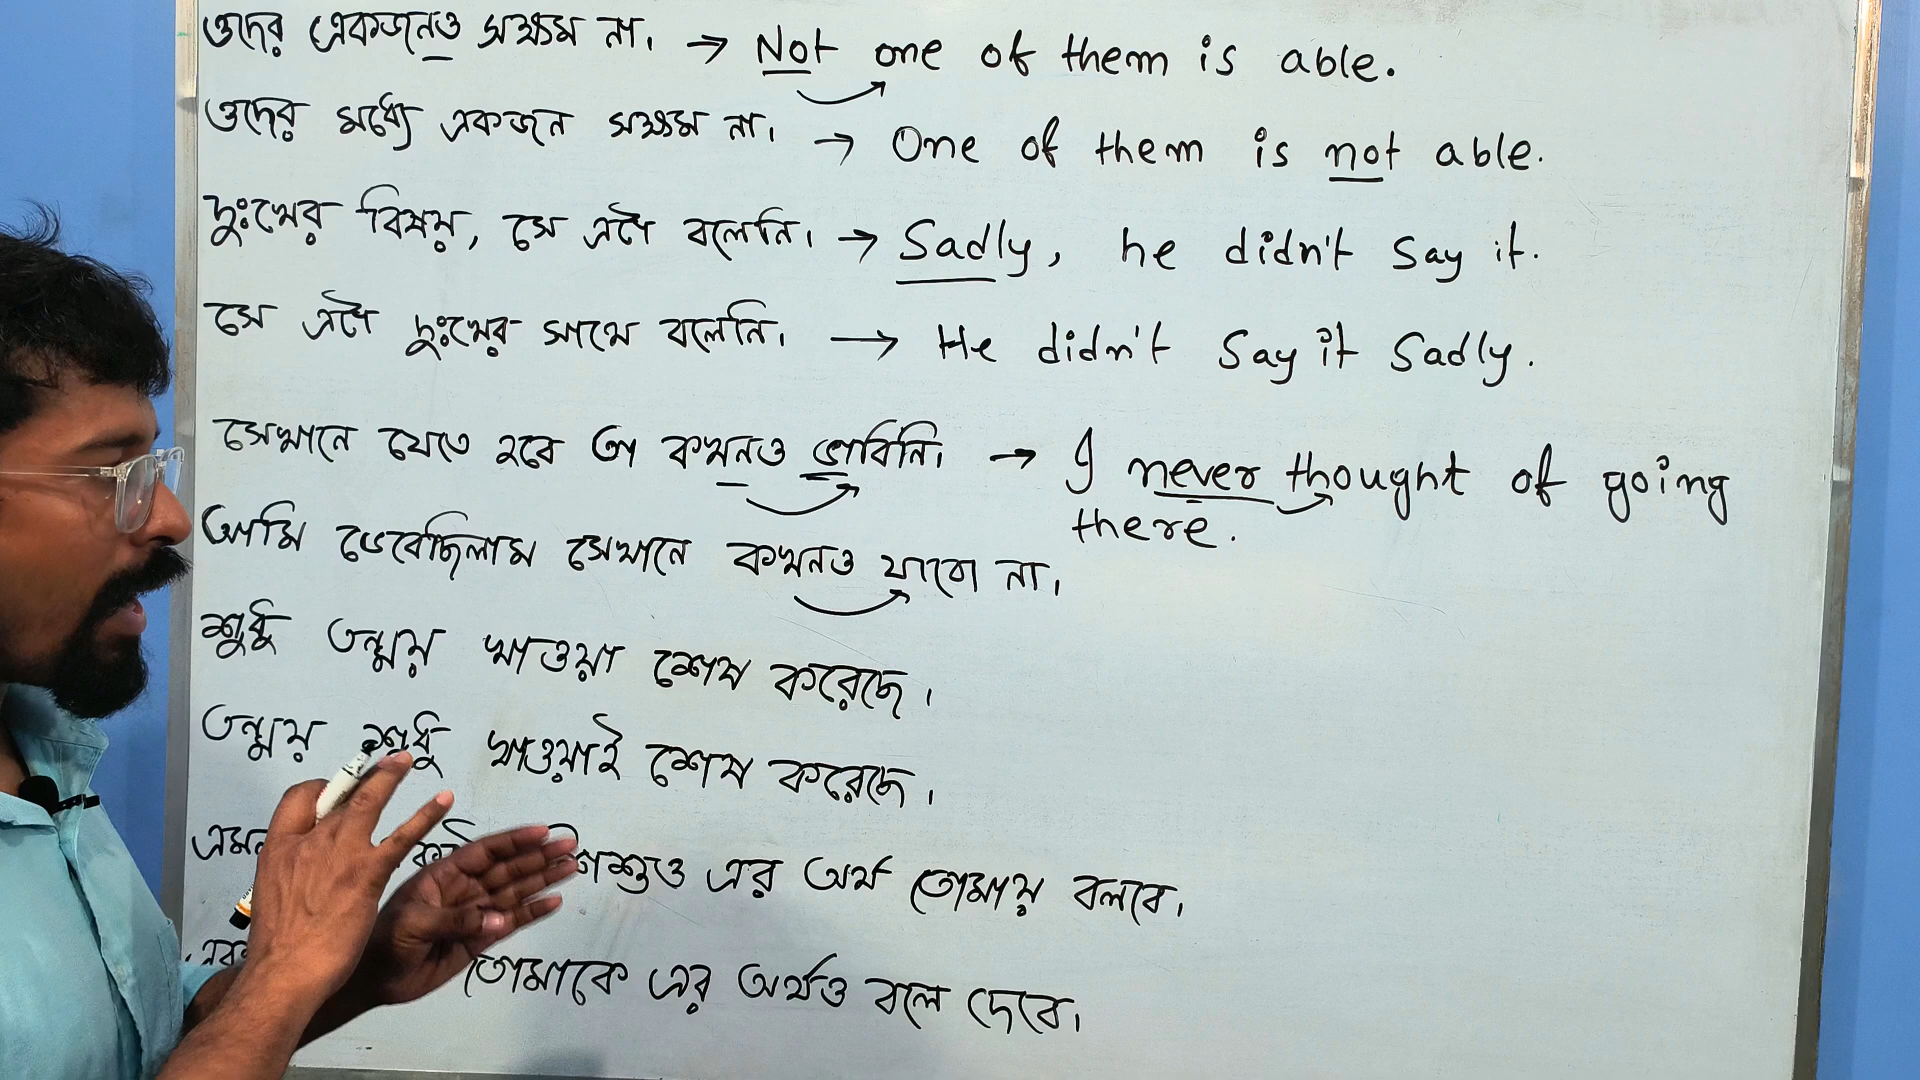 ওদের একজনও সক্ষম না। → Not one of them is able.
ওদের মধ্যে একজন সক্ষম না। → One of them is not able.
দুঃখের বিষয়, সে এটা বলেনি। → Sadly, he didn't say it.
সে এটা দুঃখের সাথে বলেনি। → He didn't say it sadly.
সেখানে যেতে হবে তা কখনও ভাবিনি। → I never thought of going
there.
আমি ভেবেছিলাম সেখানে কখনও যাবো না।
শুধু তন্ময় খাওয়া শেষ করেছে।
তন্ময় শুধু খাওয়াই শেষ করেছে।
শিশুও এর অর্থ তোমায় বলবে।
তোমাকে এর অর্থও বলে দেবে।